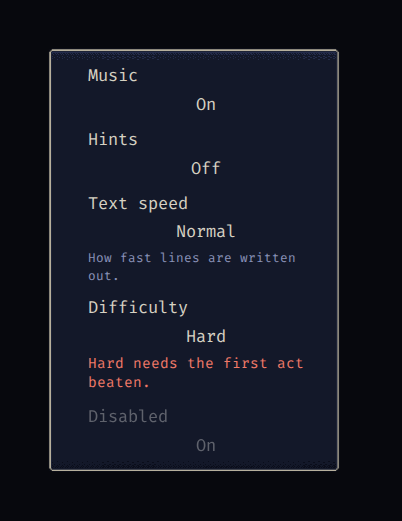 Music
On
Hints
Off
Text speed
Normal
How fast lines are written
out.
Difficulty
Hard
Hard needs the first act
beaten.
Disabled
On